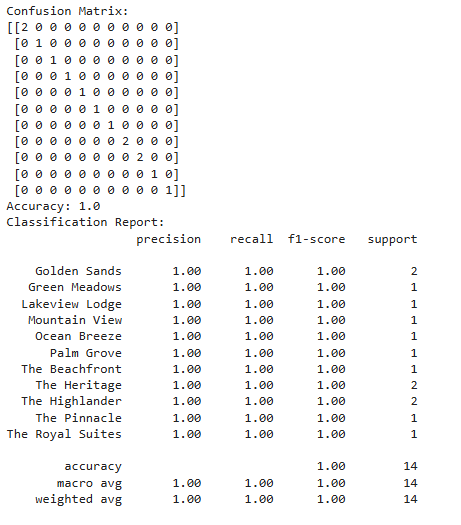 Confusion Matrix:
[[2 0 0 0 0 0 0 0 0 0 0]
[0 1 0 0 0 0 0 0 0 0 0]
[0 0 1 0 0 0 0 0 0 0 0]
[0 0 0 1 0 0 0 0 0 0 0]
[0 0 0 0 1 0 0 0 0 0 0]
[0 0 0 0 0 1 0 0 0 0 0]
[0 0 0 0 0 0 1 0 0 0 0]
[0 0 0 0 0 0 0 2 0 0 0]
[0 0 0 0 0 0 0 0 2 0 0]
[0 0 0 0 0 0 0 0 0 1 0]
[0 0 0 0 0 0 0 0 0 0 1]]
Accuracy: 1.0
Classification Report:
precision recall f1-score support
Golden Sands 1.00 1.00 1.00 2
Green Meadows 1.00 1.00 1.00 1
Lakeview Lodge 1.00 1.00 1.00 1
Mountain View 1.00 1.00 1.00 1
Ocean Breeze 1.00 1.00 1.00 1
Palm Grove 1.00 1.00 1.00 1
The Beachfront 1.00 1.00 1.00 1
The Heritage 1.00 1.00 1.00 2
The Highlander 1.00 1.00 1.00 2
The Pinnacle 1.00 1.00 1.00 1
The Royal Suites 1.00 1.00 1.00 1
accuracy 1.00 14
macro avg 1.00 1.00 1.00 14
weighted avg 1.00 1.00 1.00 14